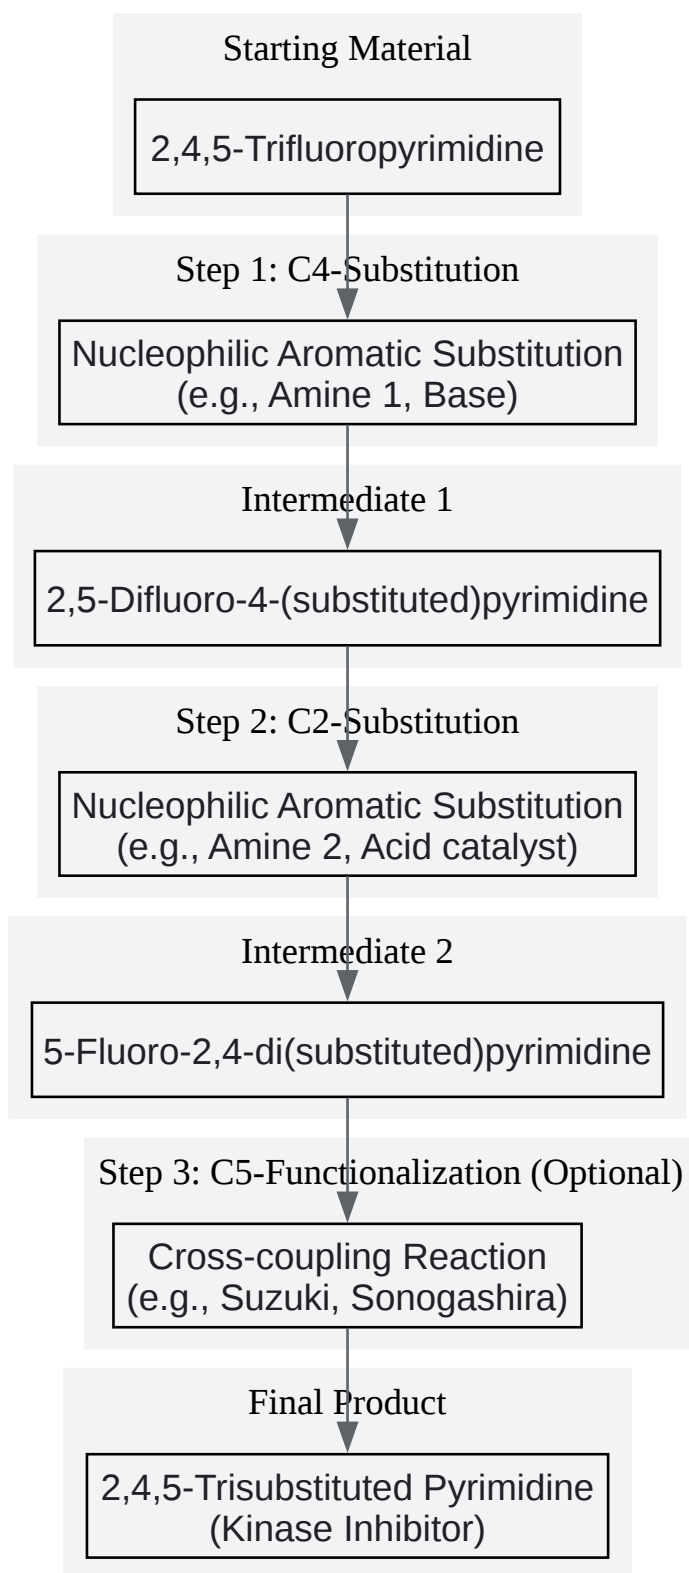 Starting Material
2,4,5-Trifluoropyrimidine
Step 1: C4-Substitution
Nucleophilic Aromatic Substitution
(e.g., Amine 1, Base)
Intermediate 1
2,5-Difluoro-4-(substituted)pyrimidine
Step 2: C2-Substitution
Nucleophilic Aromatic Substitution
(e.g., Amine 2, Acid catalyst)
Intermediate 2
5-Fluoro-2,4-di(substituted)pyrimidine
Step 3: C5-Functionalization (Optional)
Cross-coupling Reaction
(e.g., Suzuki, Sonogashira)
Final Product
2,4,5-Trisubstituted Pyrimidine
(Kinase Inhibitor)